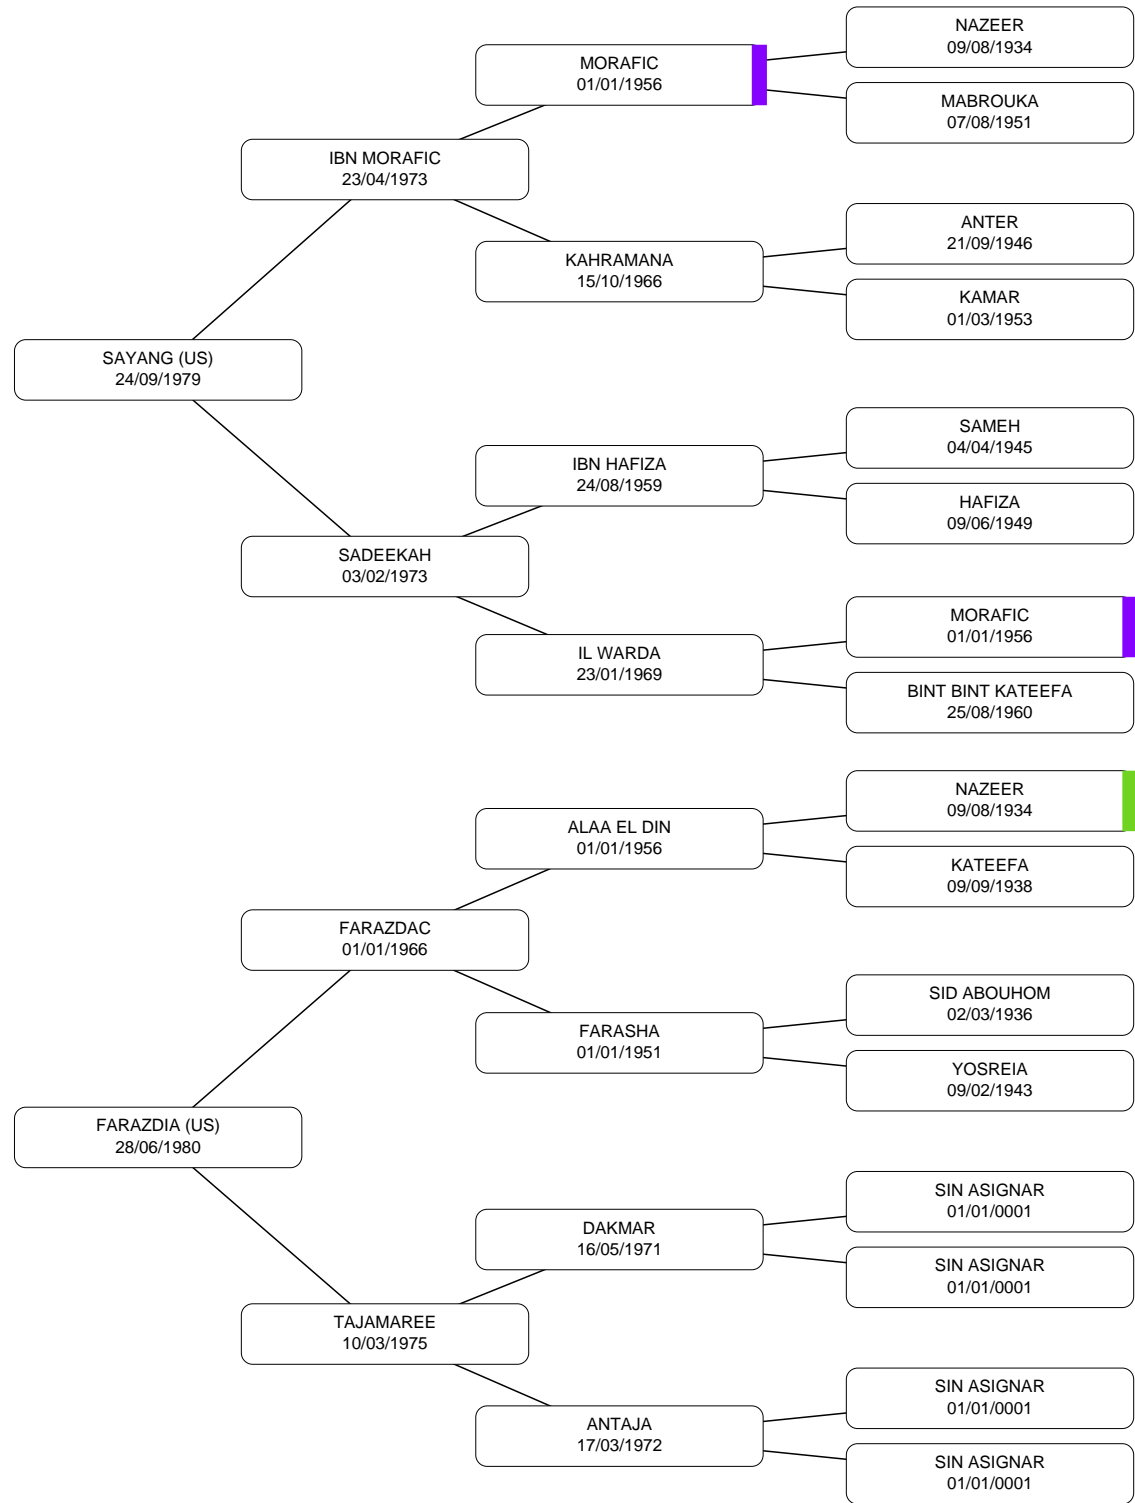 NAZEER
09/08/1934
MORAFIC
01/01/1956
MABROUKA
07/08/1951
IBN MORAFIC
23/04/1973
ANTER
21/09/1946
KAHRAMANA
15/10/1966
KAMAR
01/03/1953
SAYANG (US)
24/09/1979
SAMEH
04/04/1945
IBN HAFIZA
24/08/1959
HAFIZA
09/06/1949
SADEEKAH
03/02/1973
MORAFIC
01/01/1956
IL WARDA
23/01/1969
BINT BINT KATEEFA
25/08/1960
NAZEER
09/08/1934
ALAA EL DIN
01/01/1956
KATEEFA
09/09/1938
FARAZDAC
01/01/1966
SID ABOUHOM
02/03/1936
FARASHA
01/01/1951
YOSREIA
09/02/1943
FARAZDIA (US)
28/06/1980
SIN ASIGNAR
01/01/0001
DAKMAR
16/05/1971
SIN ASIGNAR
01/01/0001
TAJAMAREE
10/03/1975
SIN ASIGNAR
01/01/0001
ANTAJA
17/03/1972
SIN ASIGNAR
01/01/0001